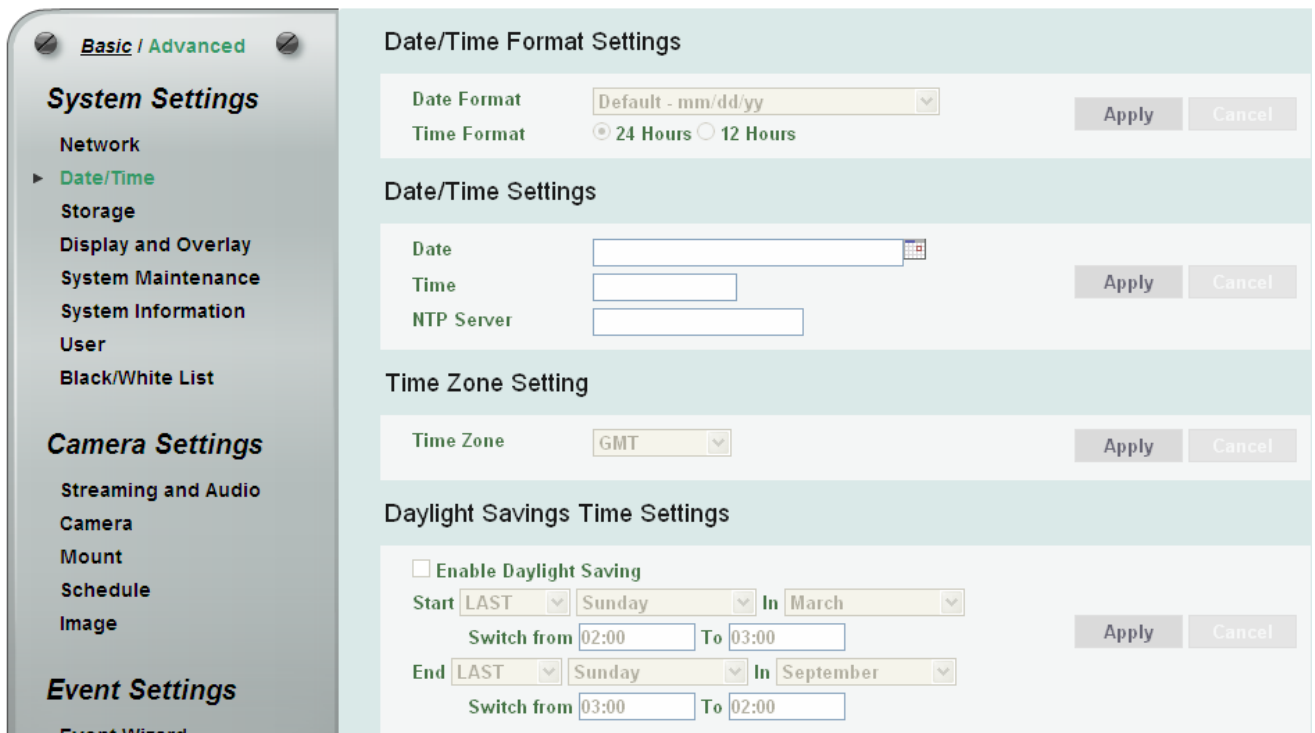 Basic / Advanced
System Settings
Network
Date/Time
Storage
Display and Overlay
System Maintenance
System Information
User
Black/White List
Camera Settings
Streaming and Audio
Camera
Mount
Schedule
Image
Event Settings
Event Wizard
Date/Time Format Settings
Date Format Default - mm/dd/yy
Time Format 24 Hours 12 Hours
Apply Cancel
Date/Time Settings
Date
Time
NTP Server
Apply Cancel
Time Zone Setting
Time Zone GMT
Apply Cancel
Daylight Savings Time Settings
Enable Daylight Saving
Start LAST Sunday In March
Switch from 02:00 To 03:00
End LAST Sunday In September
Switch from 03:00 To 02:00
Apply Cancel